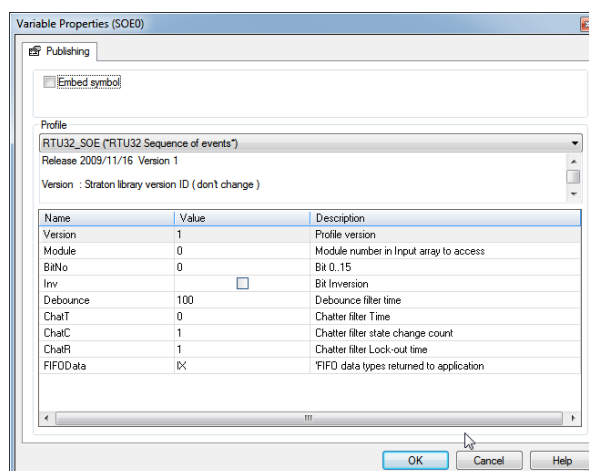 Variable Properties (SOE0)
Publishing
Embed symbol
Profile
RTU32_SOE ("RTU32 Sequence of events")
Release 2009/11/16 Version 1
Version : Straton library version ID ( don't change )
Name Value Description
Version 1 Profile version
Module 0 Module number in Input array to access
BitNo 0 Bit 0..15
Inv Bit Inversion
Debounce 100 Debounce filter time
ChatT 0 Chatter filter Time
ChatC 1 Chatter filter state change count
ChatR 1 Chatter filter Lock-out time
FIFOData IX 'FIFO data types returned to application
OK Cancel Help